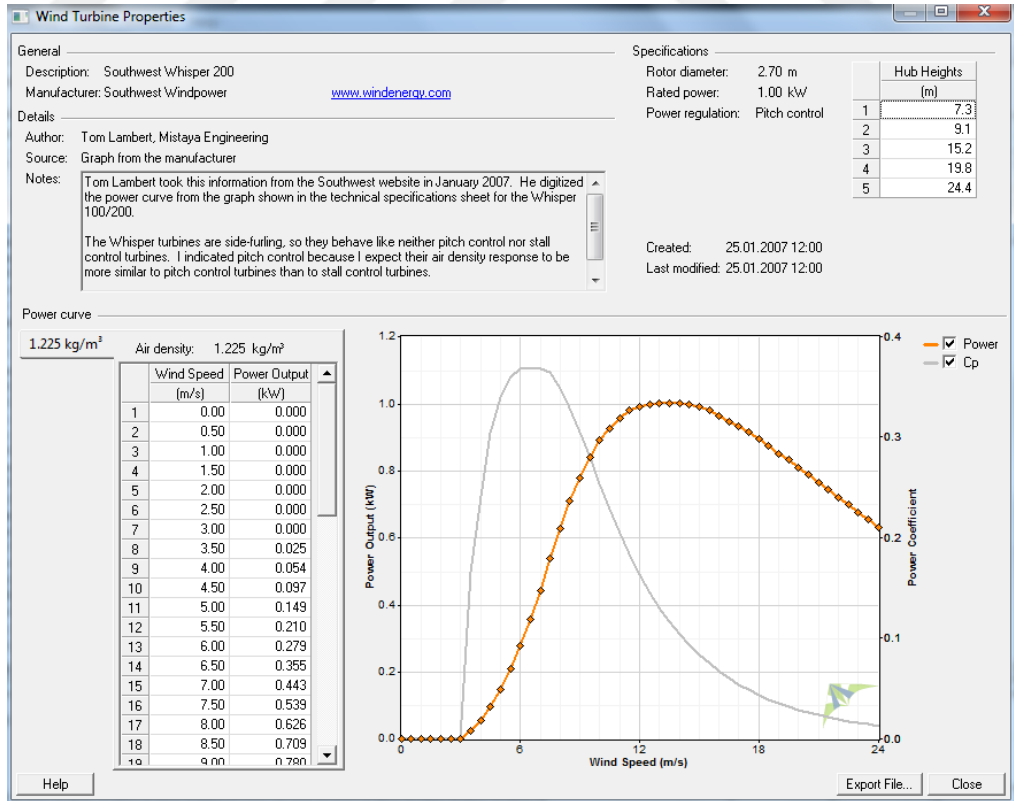 Wind Turbine Properties
General
Description: Southwest Whisper 200
Manufacturer: Southwest Windpower www.windenergy.com
Details
Author: Tom Lambert, Mistaya Engineering
Source: Graph from the manufacturer
Notes: Tom Lambert took this information from the Southwest website in January 2007. He digitized
the power curve from the graph shown in the technical specifications sheet for the Whisper
100/200.
The Whisper turbines are side-furling, so they behave like neither pitch control nor stall
control turbines. I indicated pitch control because I expect their air density response to be
more similar to pitch control turbines than to stall control turbines.
Specifications
Rotor diameter: 2.70 m
Rated power: 1.00 kW
Power regulation: Pitch control
Hub Heights
(m)
1 7.3
2 9.1
3 15.2
4 19.8
5 24.4
Created: 25.01.2007 12:00
Last modified: 25.01.2007 12:00
Power curve
1.225 kg/m³
Air density: 1.225 kg/m³
Wind Speed Power Output
(m/s) (kW)
1 0.00 0.000
2 0.50 0.000
3 1.00 0.000
4 1.50 0.000
5 2.00 0.000
6 2.50 0.000
7 3.00 0.000
8 3.50 0.025
9 4.00 0.054
10 4.50 0.097
11 5.00 0.149
12 5.50 0.210
13 6.00 0.279
14 6.50 0.355
15 7.00 0.443
16 7.50 0.539
17 8.00 0.626
18 8.50 0.709
19 9.00 0.780
Power Output (kW)
1.2
1.0
0.8
0.6
0.4
0.2
0.0
0 6 12 18 24
Wind Speed (m/s)
0.4
0.3
0.2
0.1
0.0
Power Coefficient
Power
Cp
Help
Export File...
Close